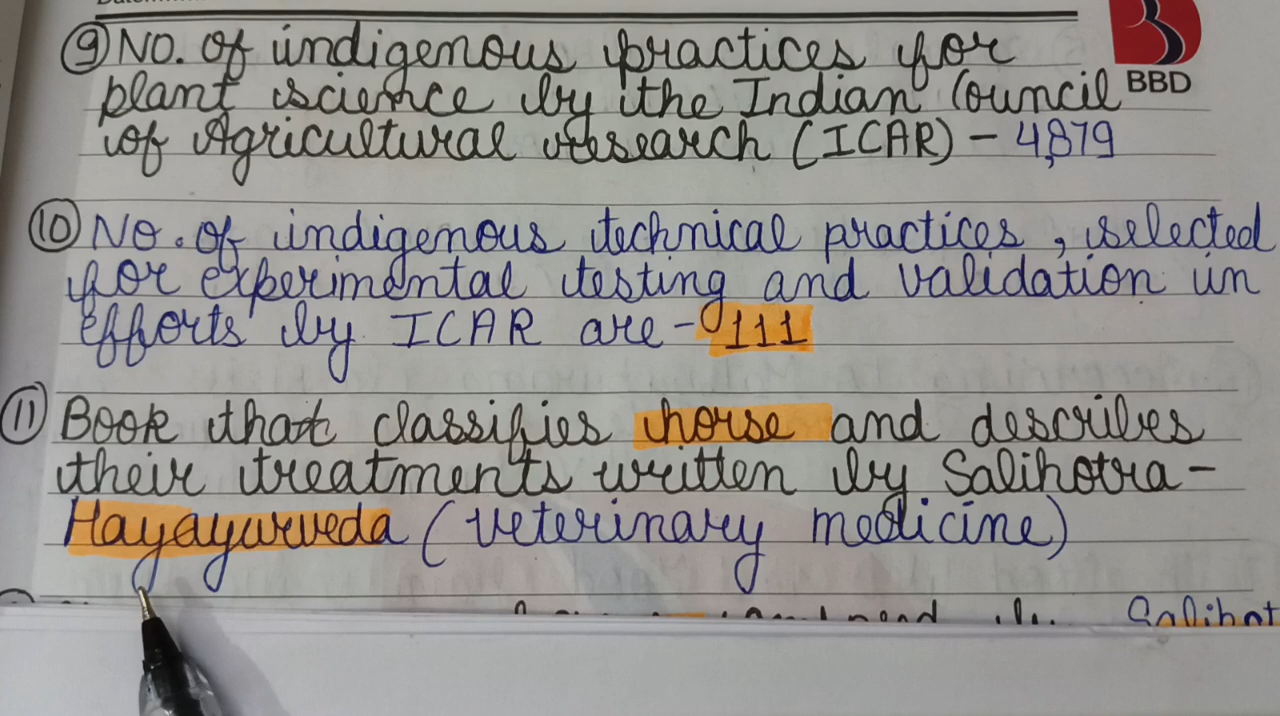 BBD
⑨ No. of indigenous practices for
plant science by the Indian Council
of Agricultural research (ICAR) - 4,879
⑩ No. of indigenous technical practices, selected
for experimental testing and validation in
efforts by ICAR are - 111
⑪ Book that classifies horse and describes
their treatments written by Salihotra -
Hayayurveda (veterinary medicine)